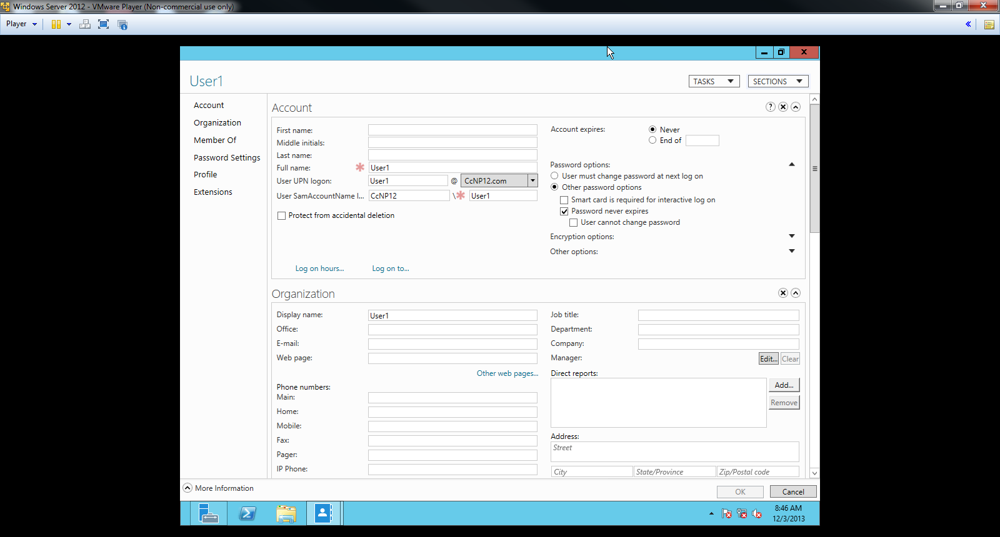 Windows Server 2012 - VMware Player (Non-commercial use only)
Player
User1
TASKS
SECTIONS
Account
Organization
Member Of
Password Settings
Profile
Extensions
Account
First name:
Middle initials:
Last name:
Full name: * User1
User UPN logon: User1 @ CcNP12.com
User SamAccountName l... CcNP12 \* User1
Protect from accidental deletion
Log on hours... Log on to...
Account expires: Never
End of
Password options:
User must change password at next log on
Other password options
Smart card is required for interactive log on
Password never expires
User cannot change password
Encryption options:
Other options:
Organization
Display name: User1
Office:
E-mail:
Web page:
Other web pages...
Phone numbers:
Main:
Home:
Mobile:
Fax:
Pager:
IP Phone:
Job title:
Department:
Company:
Manager: Edit... Clear
Direct reports:
Add...
Remove
Address:
Street
City State/Province Zip/Postal code
More Information
OK Cancel
8:46 AM
12/3/2013